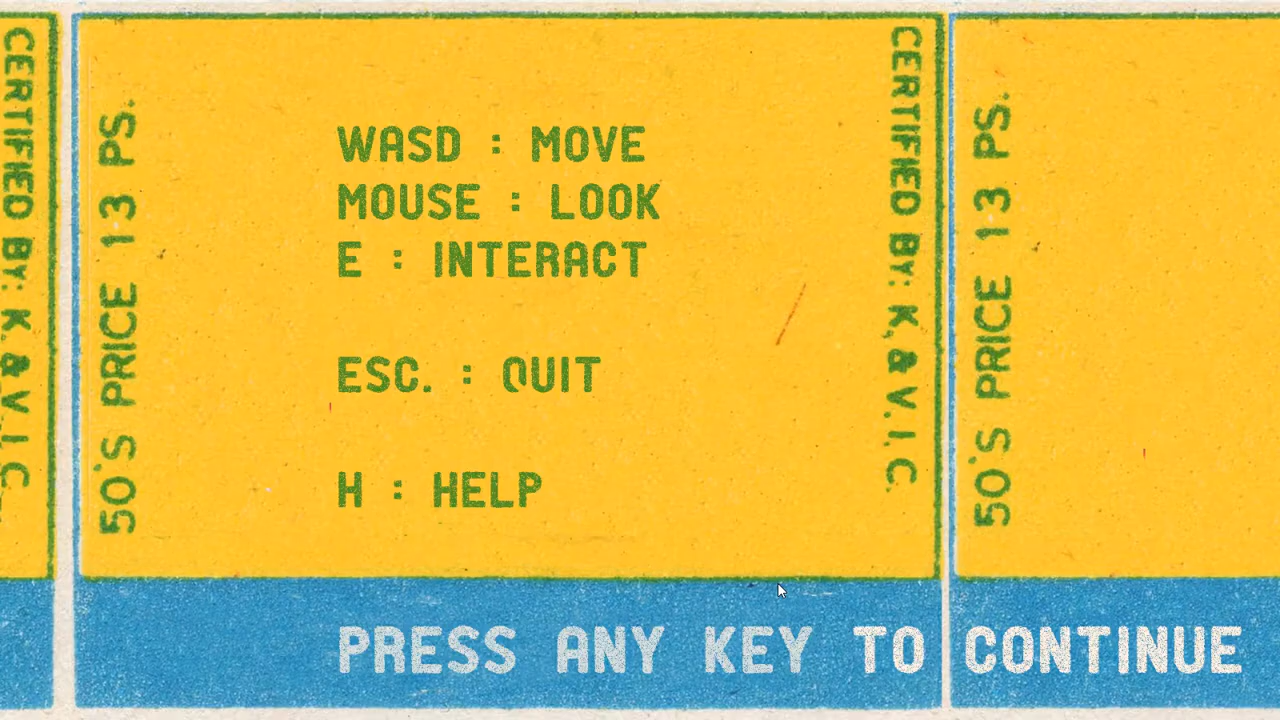 CERTIFIED BY: K. & V.I.C.
50'S PRICE 13 PS.
WASD : MOVE
MOUSE : LOOK
E : INTERACT
ESC. : QUIT
H : HELP
CERTIFIED BY: K. & V.I.C.
50'S PRICE 13 PS.
PRESS ANY KEY TO CONTINUE